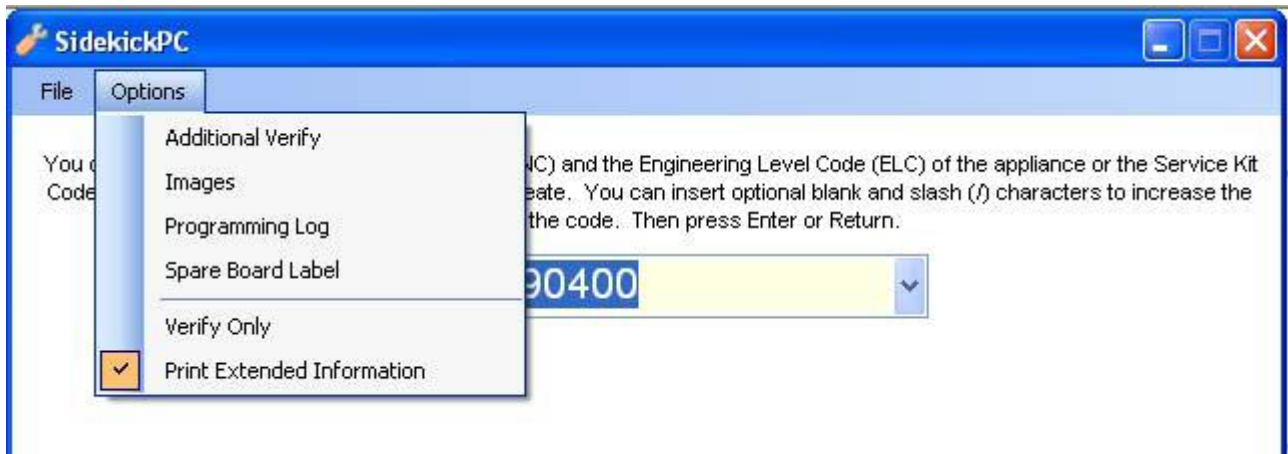 SidekickPC
File Options
Additional Verify
Images
Programming Log
Spare Board Label
Verify Only
Print Extended Information
You NC) and the Engineering Level Code (ELC) of the appliance or the Service Kit
Code eate. You can insert optional blank and slash (/) characters to increase the
the code. Then press Enter or Return.
90400